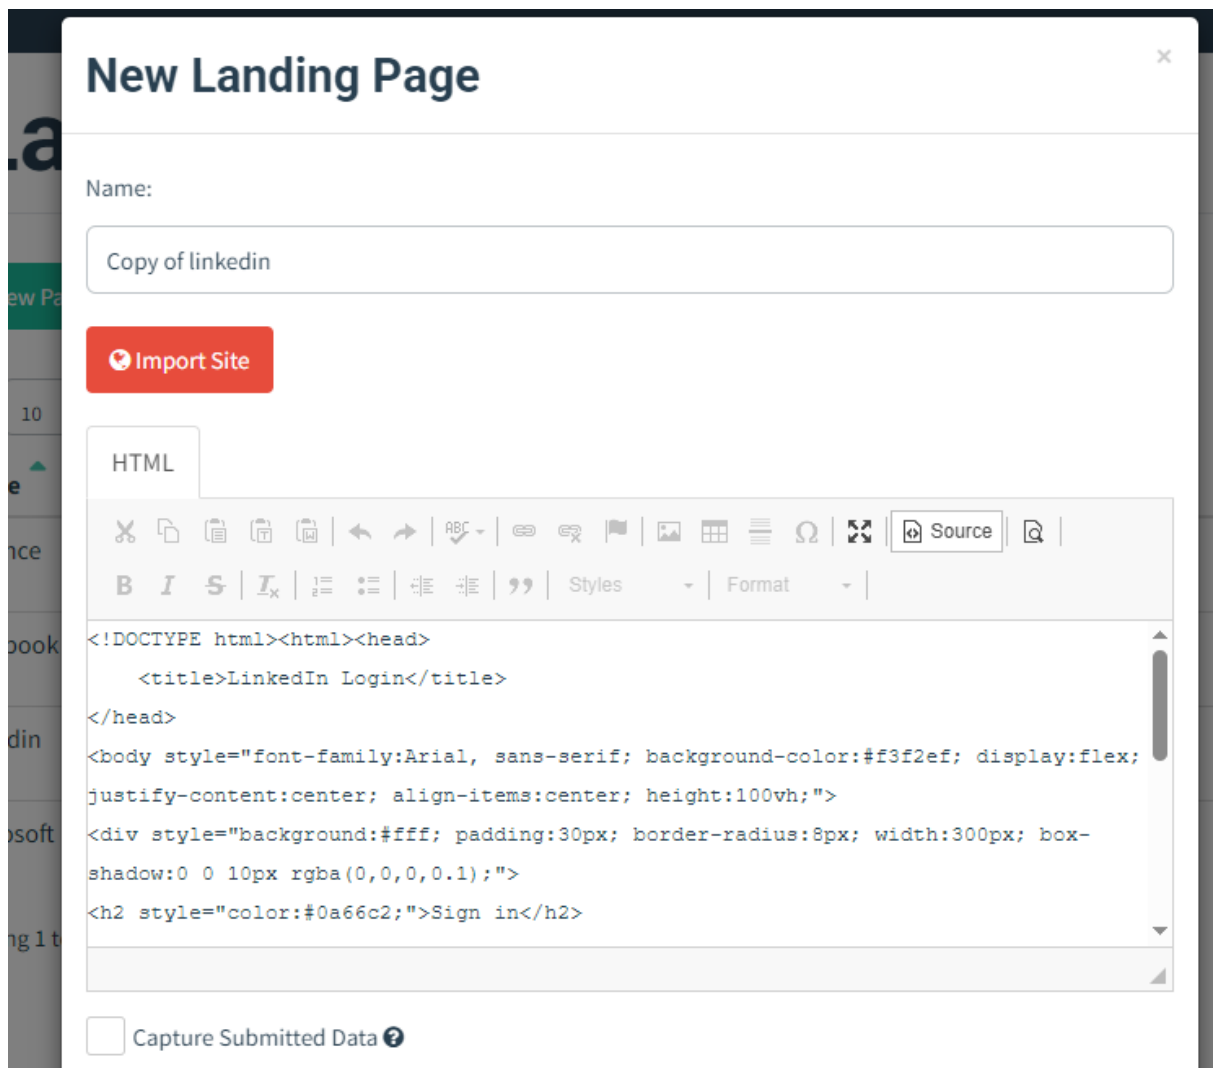 New Landing Page
×
Name:
Copy of linkedin
Import Site
10
HTML
ABC
Source
B I S Tx
Styles
Format
<!DOCTYPE html><html><head>
<title>LinkedIn Login</title>
</head>
<body style="font-family:Arial, sans-serif; background-color:#f3f2ef; display:flex;
justify-content:center; align-items:center; height:100vh;">
<div style="background:#fff; padding:30px; border-radius:8px; width:300px; box-
shadow:0 0 10px rgba(0,0,0,0.1);">
<h2 style="color:#0a66c2;">Sign in</h2>
Capture Submitted Data